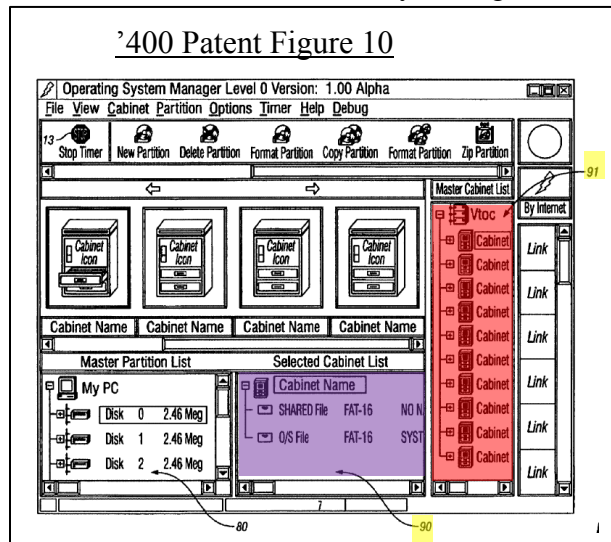 ’400 Patent Figure 10
Operating System Manager Level 0 Version: 1.00 Alpha
File View Cabinet Partition Options Timer Help Debug
13
Stop Timer New Partition Delete Partition Format Partition Copy Partition Format Partition Zip Partition
Master Cabinet List
91
By Internet
Vtoc
Cabinet
Cabinet
Cabinet
Cabinet
Cabinet
Cabinet
Cabinet
Cabinet
Cabinet
Cabinet
Link
Link
Link
Link
Link
Link
Cabinet Icon
Cabinet Icon
Cabinet Icon
Cabinet Icon
Cabinet Name Cabinet Name Cabinet Name Cabinet Name
Master Partition List
My PC
Disk 0 2.46 Meg
Disk 1 2.46 Meg
Disk 2 2.46 Meg
Selected Cabinet List
Cabinet Name
SHARED File FAT-16 NO
O/S File FAT-16 SYST
7
80
90